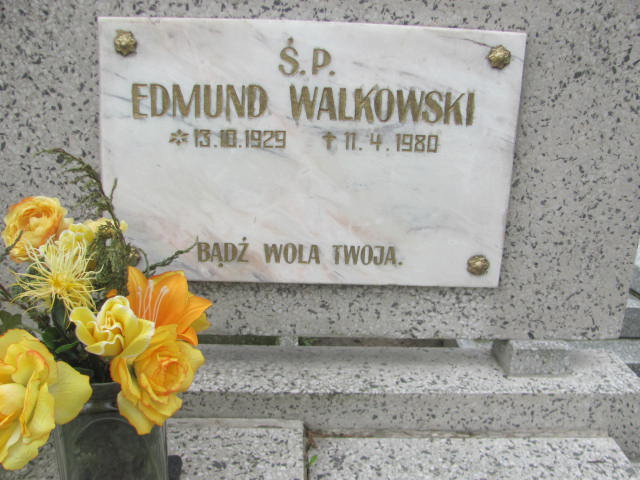 Ś.P.
EDMUND WALKOWSKI
* 13.10.1929 † 11.4.1980
BĄDŹ WOLA TWOJA.